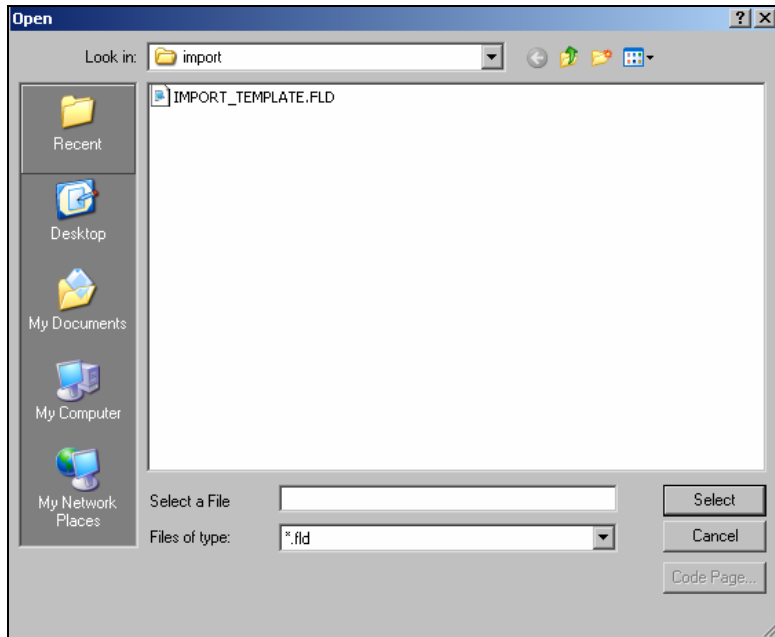 Open
Look in:
import
IMPORT_TEMPLATE.FLD
Recent
Desktop
My Documents
My Computer
My Network
Places
Select a File
Select
Files of type:
*.fld
Cancel
Code Page...